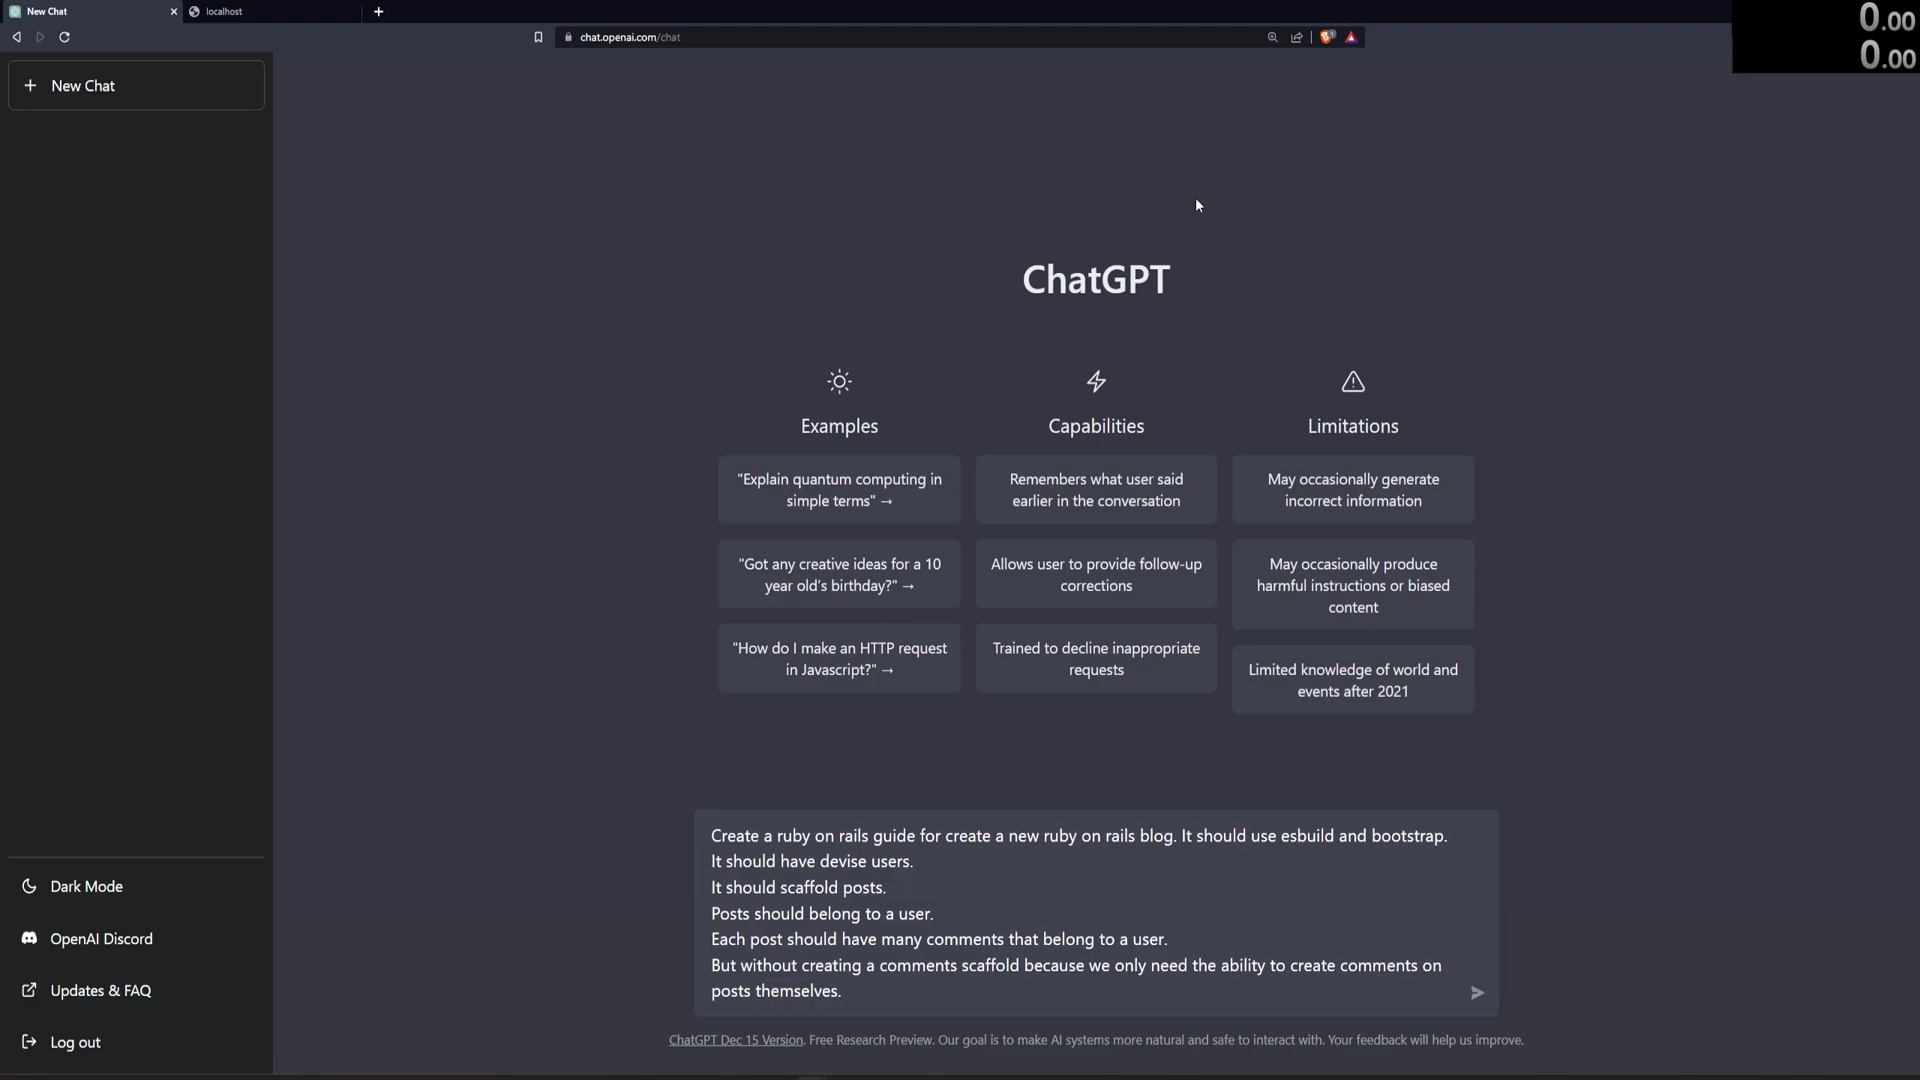 New Chat
localhost
chat.openai.com/chat
0.00
0.00
New Chat
ChatGPT
Examples
Capabilities
Limitations
"Explain quantum computing in
simple terms" →
Remembers what user said
earlier in the conversation
May occasionally generate
incorrect information
"Got any creative ideas for a 10
year old's birthday?" →
Allows user to provide follow-up
corrections
May occasionally produce
harmful instructions or biased
content
"How do I make an HTTP request
in Javascript?" →
Trained to decline inappropriate
requests
Limited knowledge of world and
events after 2021
Create a ruby on rails guide for create a new ruby on rails blog. It should use esbuild and bootstrap.
It should have devise users.
It should scaffold posts.
Posts should belong to a user.
Each post should have many comments that belong to a user.
But without creating a comments scaffold because we only need the ability to create comments on
posts themselves.
Dark Mode
OpenAI Discord
Updates & FAQ
Log out
ChatGPT Dec 15 Version. Free Research Preview. Our goal is to make AI systems more natural and safe to interact with. Your feedback will help us improve.